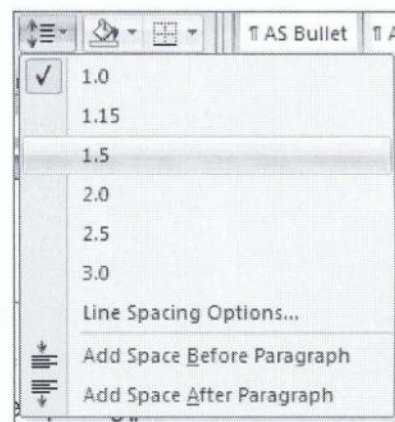 ¶ AS Bullet ¶ A
1.0
1.15
1.5
2.0
2.5
3.0
Line Spacing Options...
Add Space Before Paragraph
Add Space After Paragraph